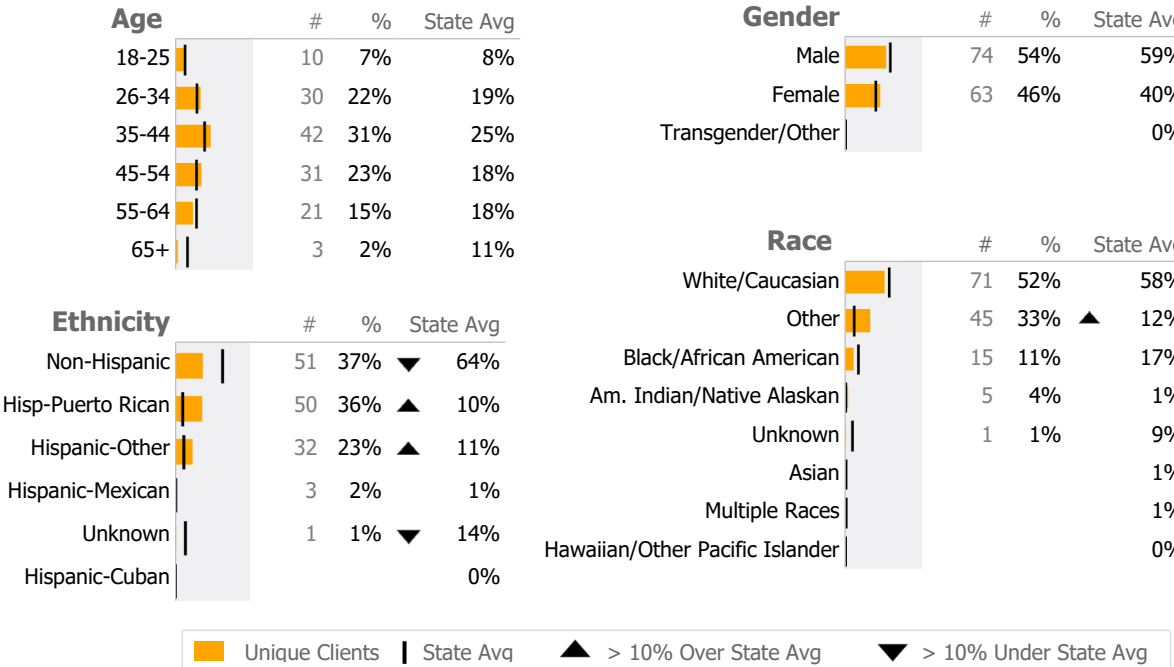 Age # % State Avg
18-25 10 7% 8%
26-34 30 22% 19%
35-44 42 31% 25%
45-54 31 23% 18%
55-64 21 15% 18%
65+ 3 2% 11%
Ethnicity # % State Avg
Non-Hispanic 51 37% ▼ 64%
Hisp-Puerto Rican 50 36% ▲ 10%
Hispanic-Other 32 23% ▲ 11%
Hispanic-Mexican 3 2% 1%
Unknown 1 1% ▼ 14%
Hispanic-Cuban 0%
Gender # % State Avg
Male 74 54% 59%
Female 63 46% 40%
Transgender/Other 0%
Race # % State Avg
White/Caucasian 71 52% 58%
Other 45 33% ▲ 12%
Black/African American 15 11% 17%
Am. Indian/Native Alaskan 5 4% 1%
Unknown 1 1% 9%
Asian 1%
Multiple Races 1%
Hawaiian/Other Pacific Islander 0%
Unique Clients State Avg ▲ > 10% Over State Avg ▼ > 10% Under State Avg